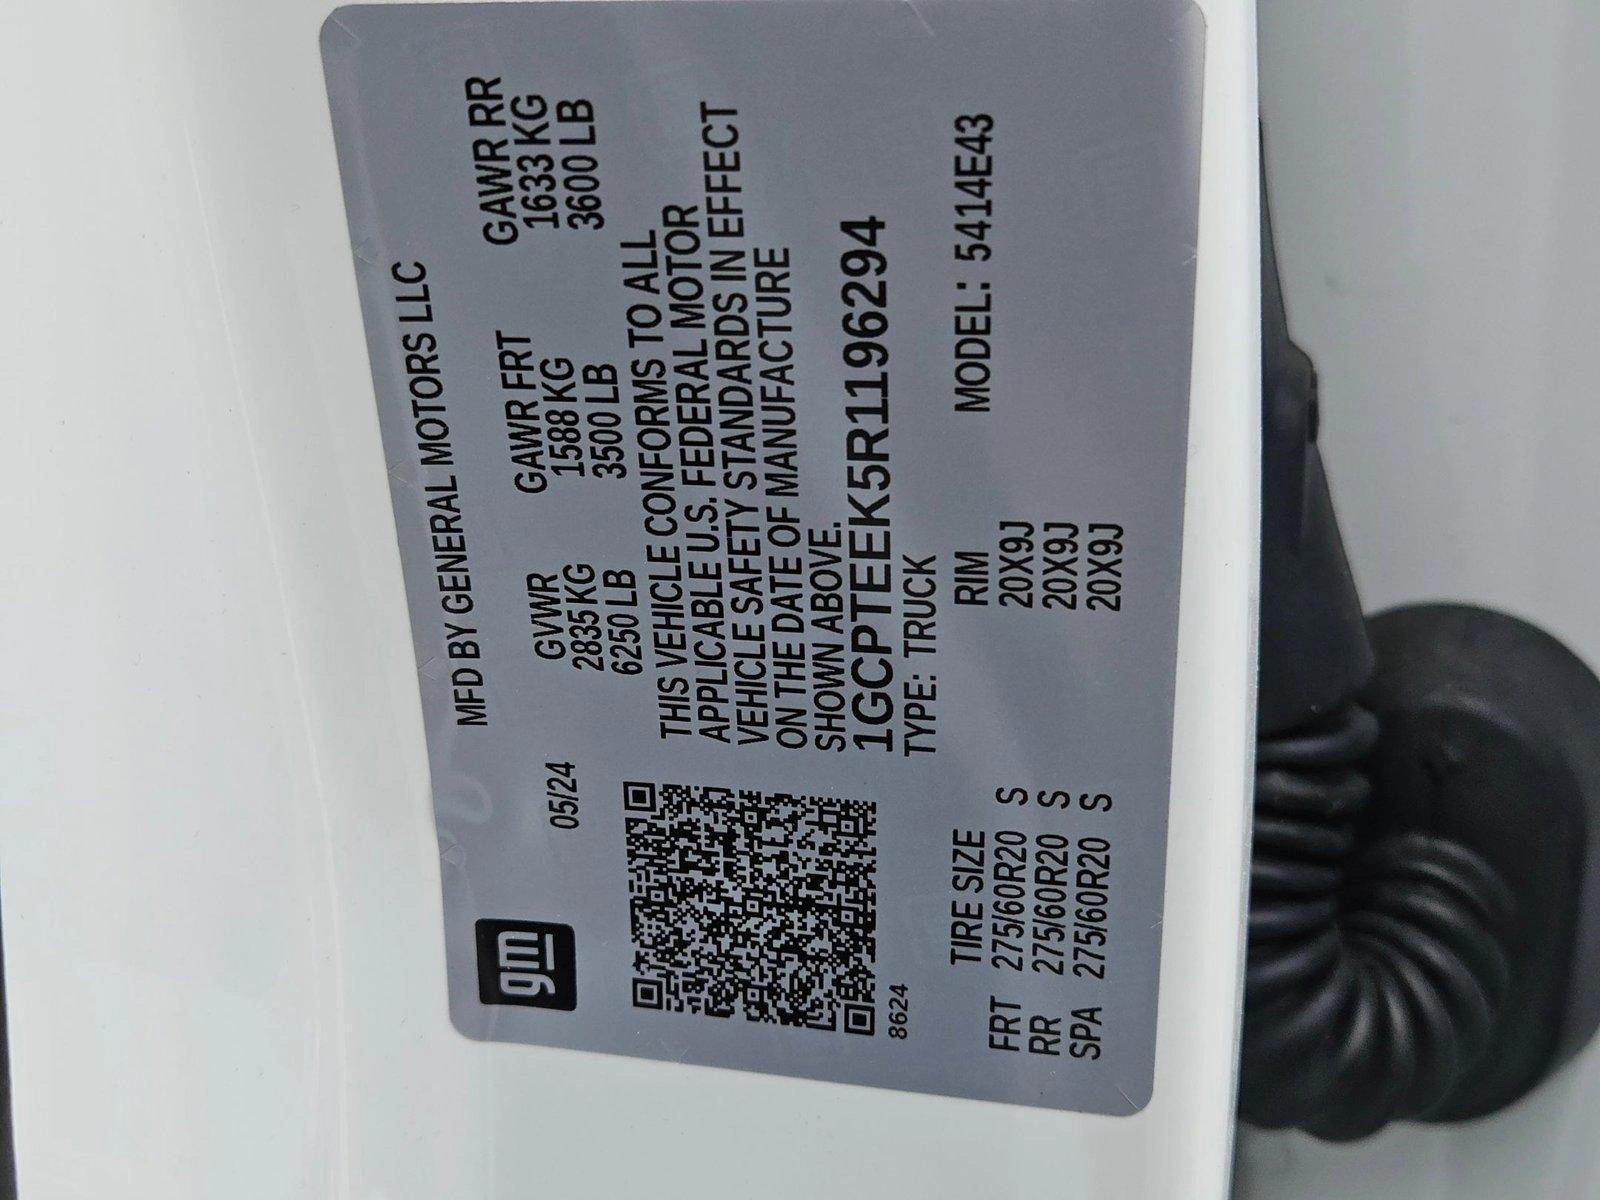 gm
MFD BY GENERAL MOTORS LLC
05/24
GVWR GAWR FRT GAWR RR
2835 KG 1588 KG 1633 KG
6250 LB 3500 LB 3600 LB
THIS VEHICLE CONFORMS TO ALL
APPLICABLE U.S. FEDERAL MOTOR
VEHICLE SAFETY STANDARDS IN EFFECT
ON THE DATE OF MANUFACTURE
SHOWN ABOVE.
1GCPTEEK5R1196294
TYPE: TRUCK MODEL: 5414E43
8624
TIRE SIZE RIM
FRT 275/60R20 S 20X9J
RR 275/60R20 S 20X9J
SPA 275/60R20 S 20X9J